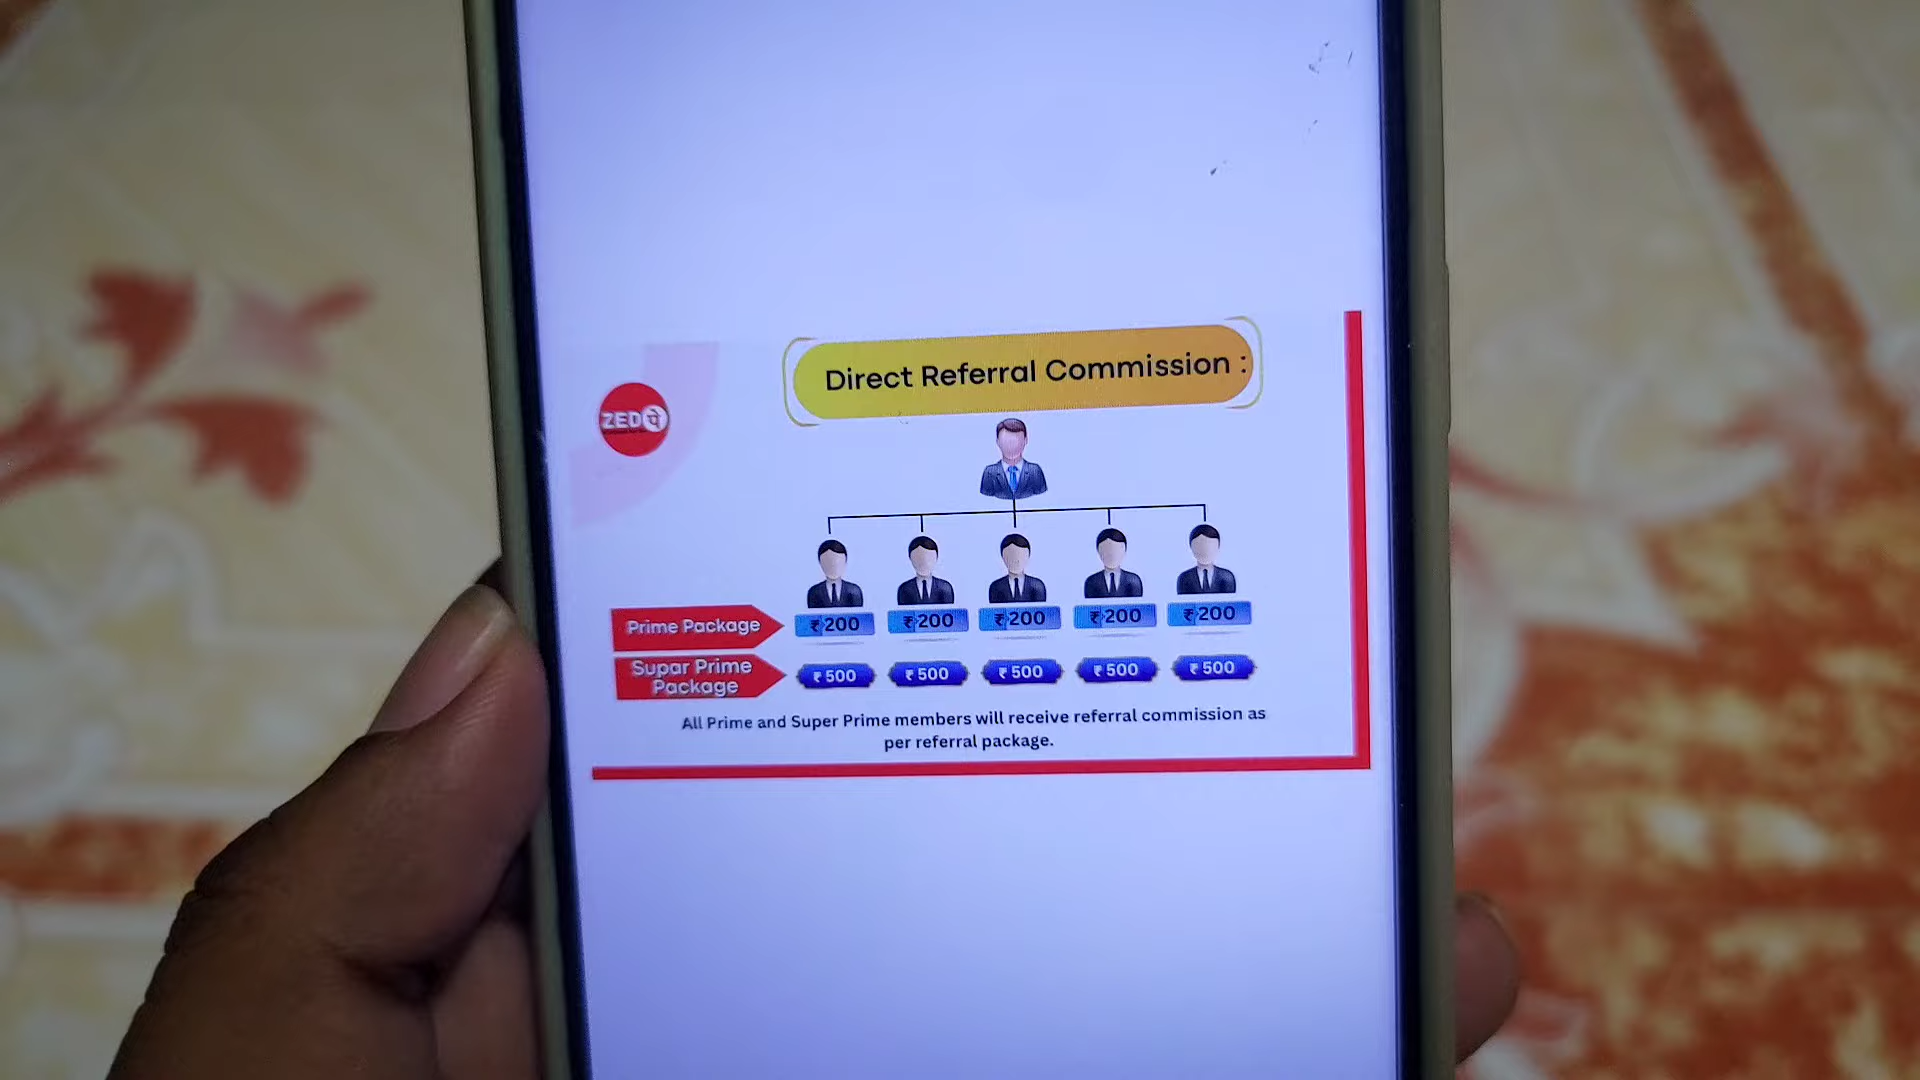 Direct Referral Commission :
ZEDपे
Prime Package
₹200
₹200
₹200
₹200
₹200
Supar Prime
Package
₹500
₹500
₹500
₹500
₹500
All Prime and Super Prime members will receive referral commission as
per referral package.